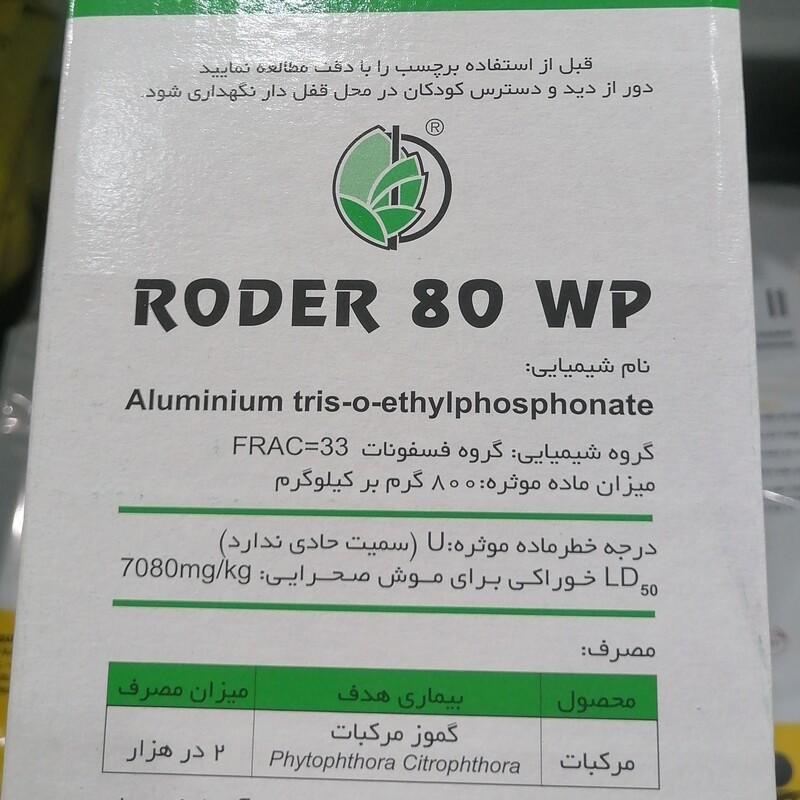 قبل از استفاده برچسب را با دقت مطالعه نمایید
دور از دید و دسترس کودکان در محل قفل دار نگهداری شود.
®
RODER 80 WP
نام شیمیایی:
Aluminium tris-o-ethylphosphonate
گروه شیمیایی: گروه فسفونات FRAC=33
میزان ماده موثره:۸۰۰ گرم بر کیلوگرم
درجه خطرماده موثره:U (سمیت حادی ندارد)
LD50 خوراکی برای موش صحرایی: 7080mg/kg
مصرف:
محصول بیماری هدف میزان مصرف
مرکبات گموز مرکبات ۲ در هزار
Phytophthora Citrophthora